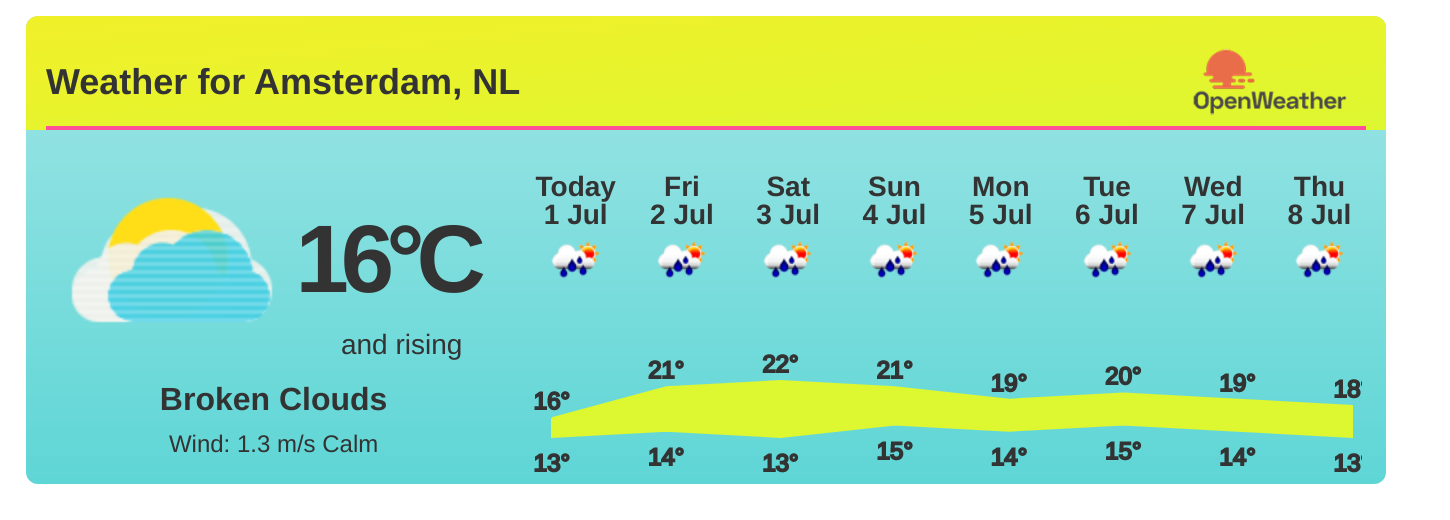 Weather for Amsterdam, NL
OpenWeather
16°C
and rising
Broken Clouds
Wind: 1.3 m/s Calm
Today Fri Sat Sun Mon Tue Wed Thu
1 Jul 2 Jul 3 Jul 4 Jul 5 Jul 6 Jul 7 Jul 8 Jul
16° 21° 22° 21° 19° 20° 19° 18°
13° 14° 13° 15° 14° 15° 14° 13